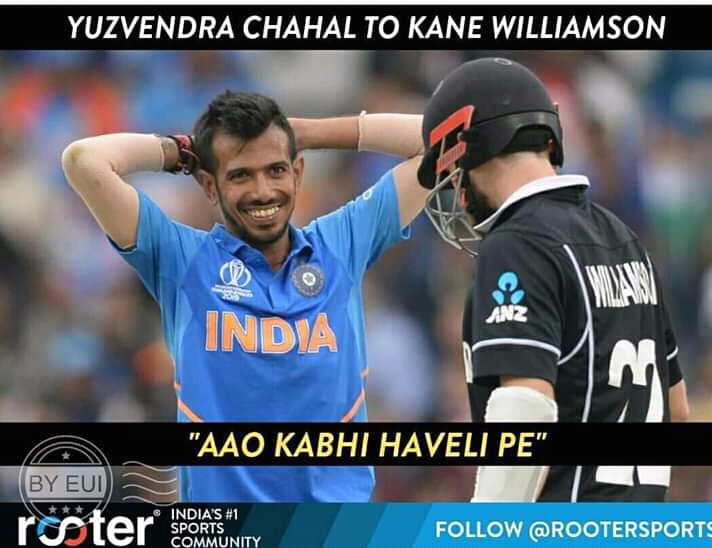 YUZVENDRA CHAHAL TO KANE WILLIAMSON
INDIA
ANZ
"AAO KABHI HAVELI PE"
BY EUI
rooter®
INDIA'S #1
SPORTS
COMMUNITY
FOLLOW @ROOTERSPORTS